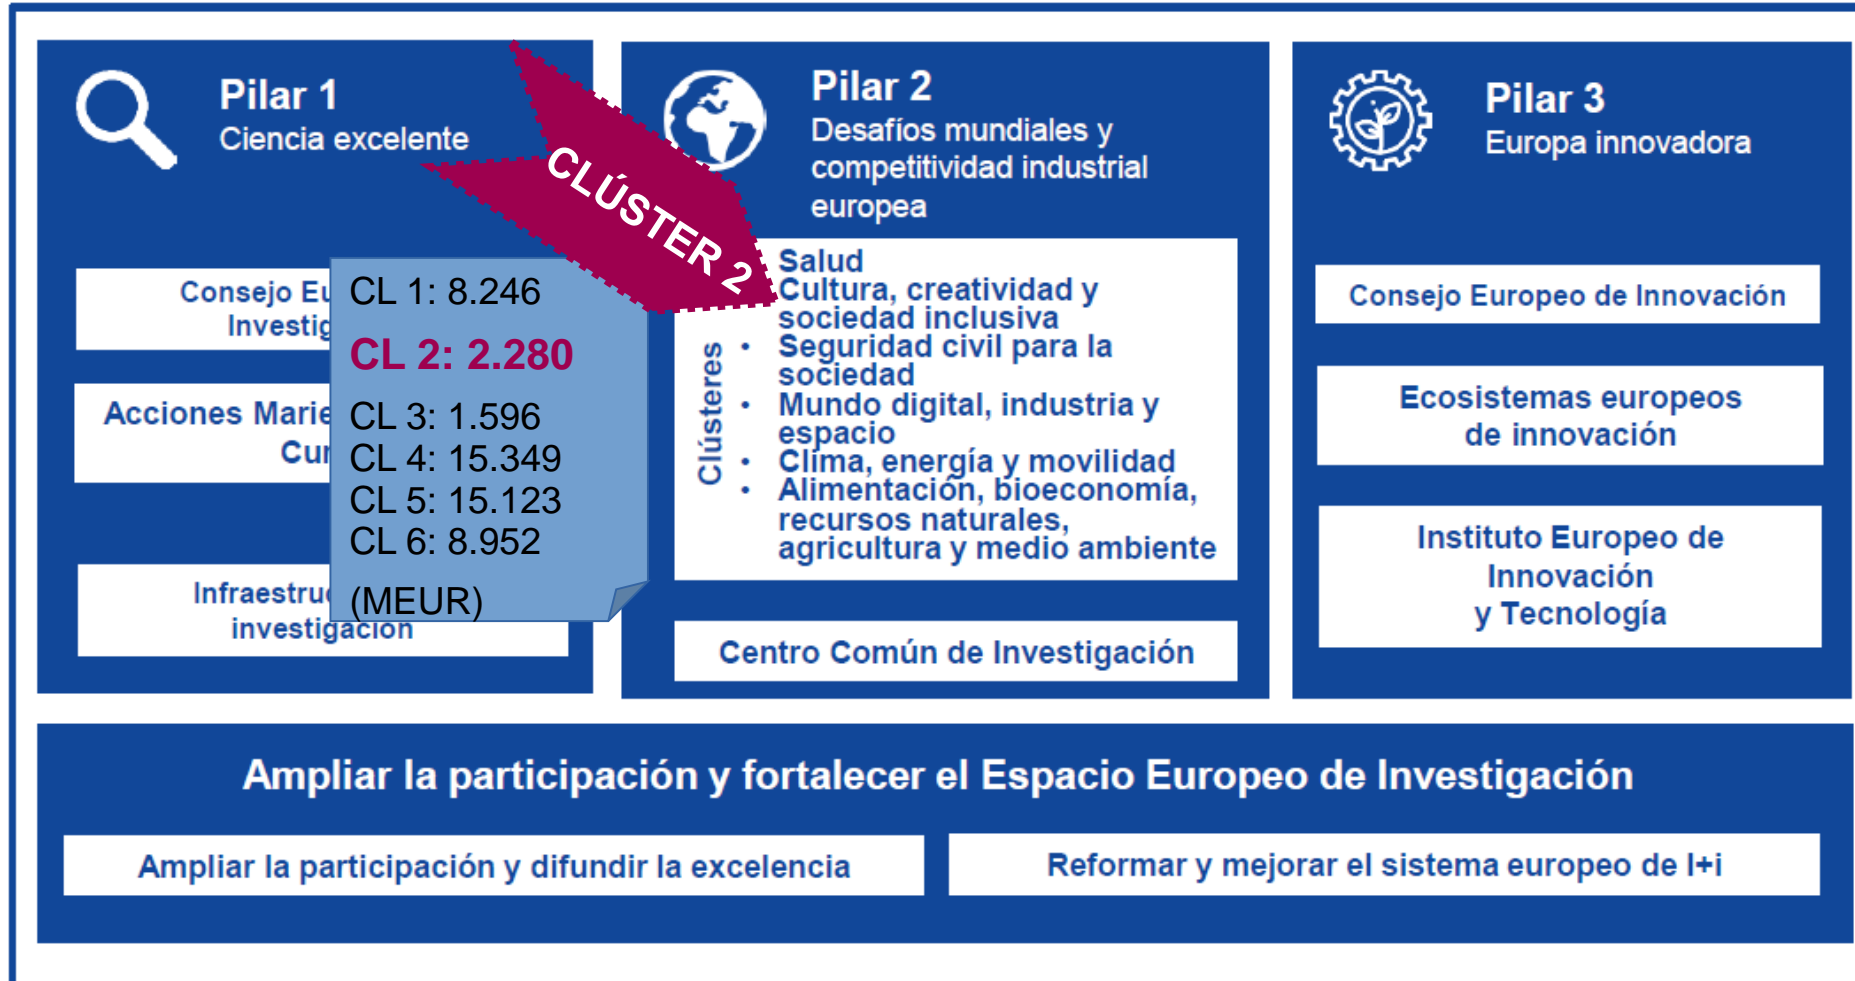 Pilar 1
Ciencia excelente
Consejo Eu
Investig
Acciones Marie
Cur
Infraestruc
investigación
CL 1: 8.246
CL 2: 2.280
CL 3: 1.596
CL 4: 15.349
CL 5: 15.123
CL 6: 8.952
(MEUR)
CLÚSTER 2
Pilar 2
Desafíos mundiales y
competitividad industrial
europea
Clústeres
Salud
Cultura, creatividad y
sociedad inclusiva
• Seguridad civil para la
sociedad
• Mundo digital, industria y
espacio
• Clima, energía y movilidad
• Alimentación, bioeconomía,
recursos naturales,
agricultura y medio ambiente
Centro Común de Investigación
Pilar 3
Europa innovadora
Consejo Europeo de Innovación
Ecosistemas europeos
de innovación
Instituto Europeo de
Innovación
y Tecnología
Ampliar la participación y fortalecer el Espacio Europeo de Investigación
Ampliar la participación y difundir la excelencia
Reformar y mejorar el sistema europeo de I+i